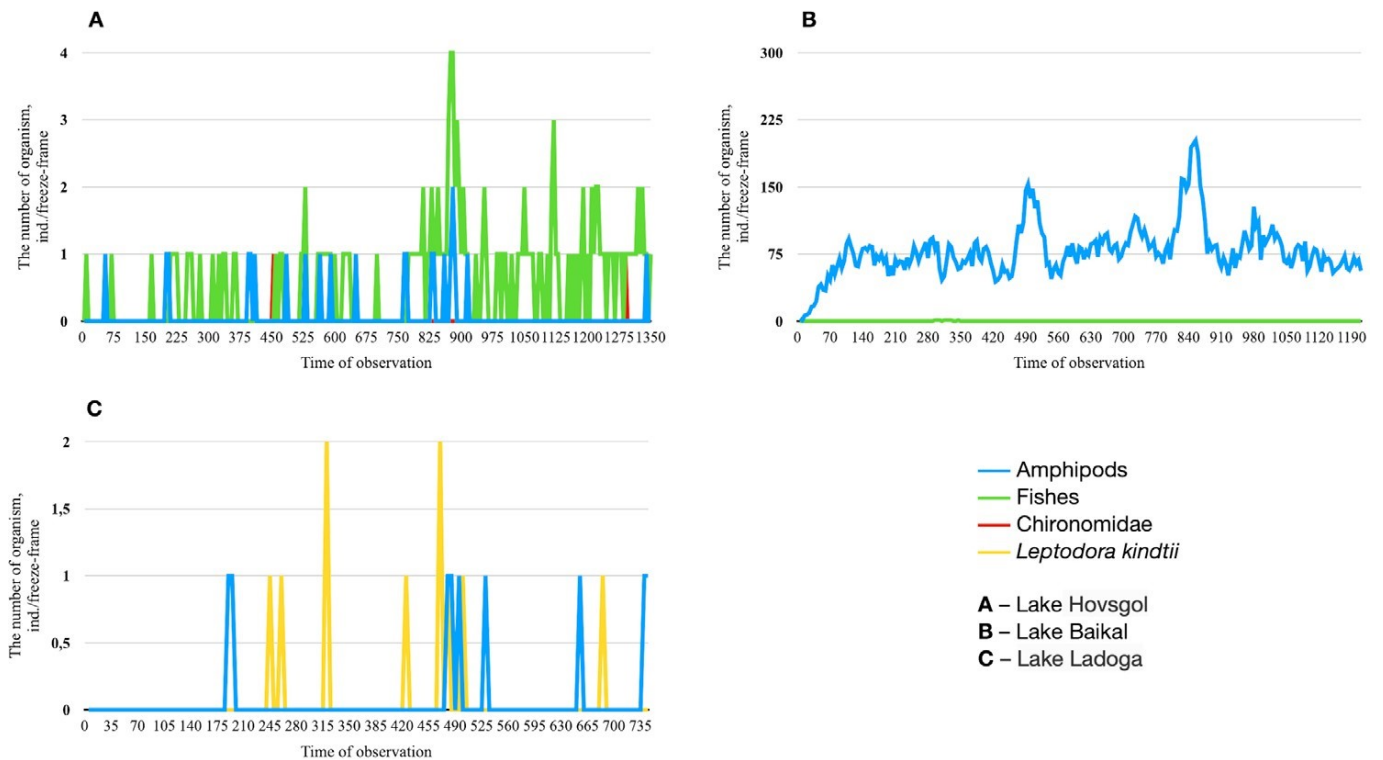 A
The number of organism,
ind./freeze-frame
4
3
2
1
0
0 75 150 225 300 375 450 525 600 675 750 825 900 975 1050 1125 1200 1275 1350
Time of observation
B
The number of organism,
ind./freeze-frame
300
225
150
75
0
0 70 140 210 280 350 420 490 560 630 700 770 840 910 980 1050 1120 1190
Time of observation
C
The number of organism,
ind./freeze-frame
2
1,5
1
0,5
0
0 35 70 105 140 175 210 245 280 315 350 385 420 455 490 525 560 595 630 665 700 735
Time of observation
Amphipods
Fishes
Chironomidae
Leptodora kindtii
A – Lake Hovsgol
B – Lake Baikal
C – Lake Ladoga